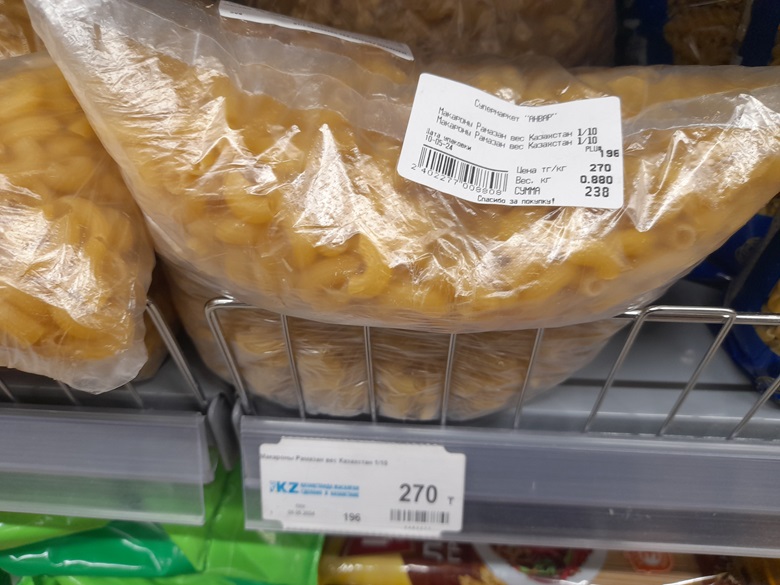 Супермаркет "АНВАР"
Макароны Рамазан вес Казахстан 1/10
Макароны Рамазан вес Казахстан 1/10
Дата упаковки
10-05-24
PLU#
196
Цена тг/кг 270
Вес. кг 0.880
СУММА 238
2402277008809
Спасибо за покупку!
Макароны Рамазан вес Казахстан 1/10
KZ
270 т
196